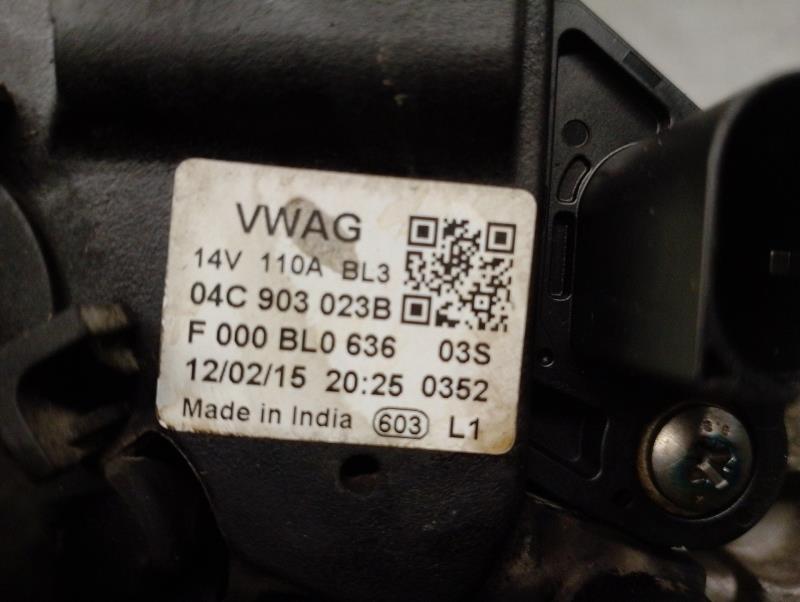 VWAG
14V 110A BL3
04C 903 023B
F 000 BL0 636 03S
12/02/15 20:25 0352
Made in India 603 L1